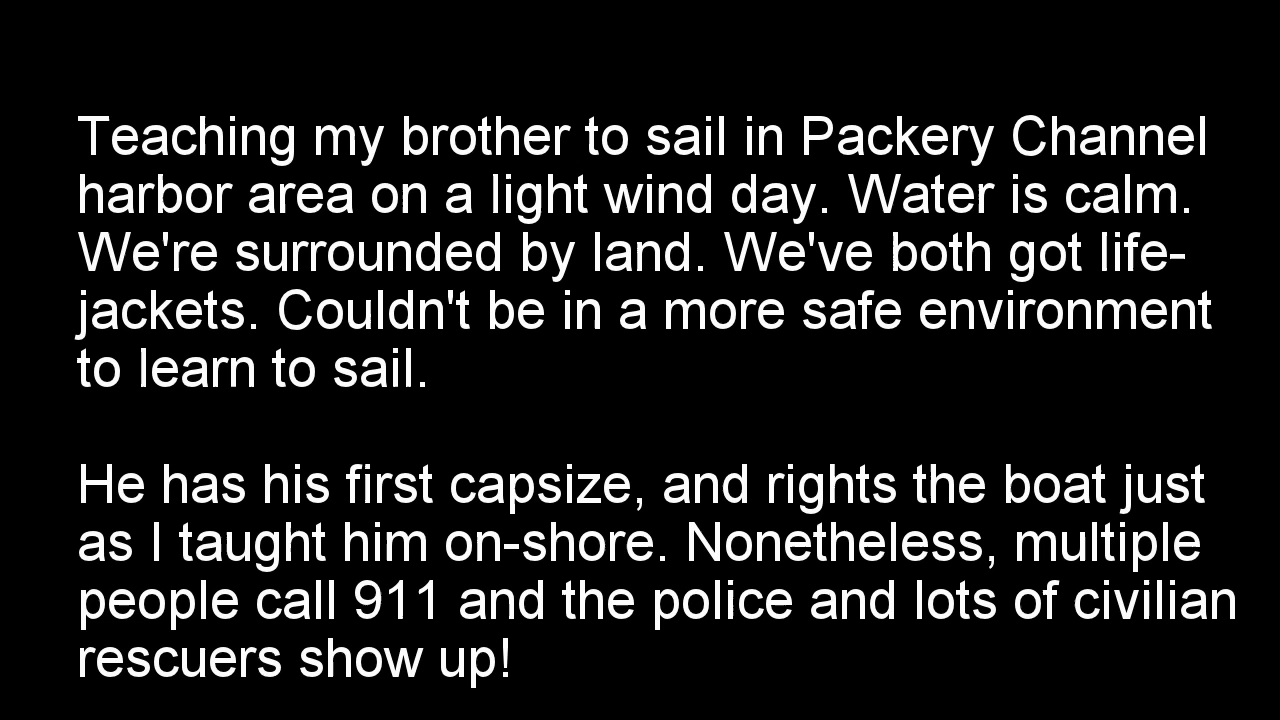 Teaching my brother to sail in Packery Channel
harbor area on a light wind day. Water is calm.
We're surrounded by land. We've both got life-
jackets. Couldn't be in a more safe environment
to learn to sail.
He has his first capsize, and rights the boat just
as I taught him on-shore. Nonetheless, multiple
people call 911 and the police and lots of civilian
rescuers show up!